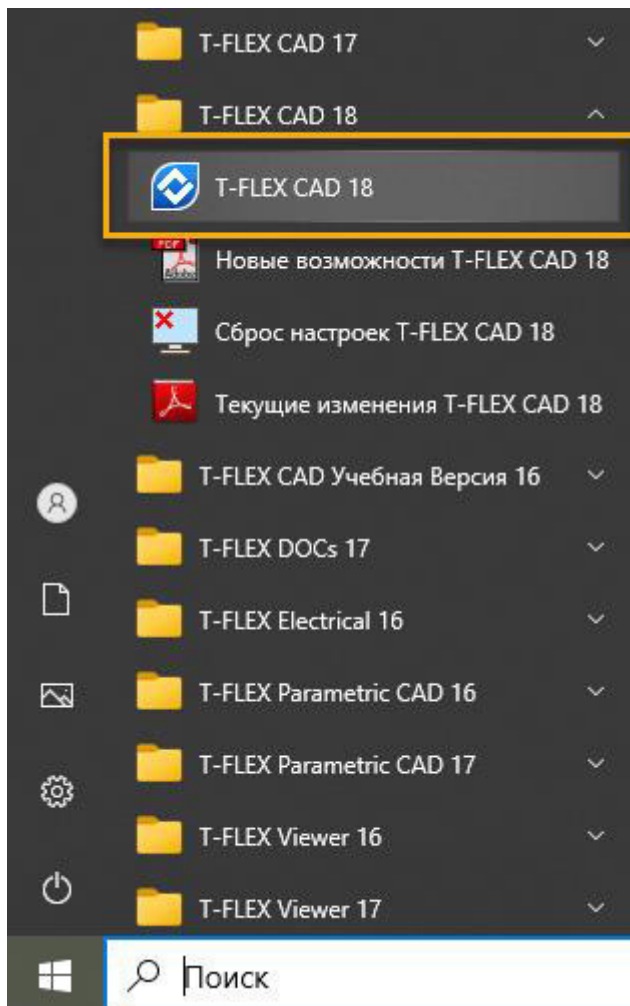 T-FLEX CAD 17
T-FLEX CAD 18
T-FLEX CAD 18
PDF
Adobe
Новые возможности T-FLEX CAD 18
Сброс настроек T-FLEX CAD 18
Текущие изменения T-FLEX CAD 18
T-FLEX CAD Учебная Версия 16
T-FLEX DOCs 17
T-FLEX Electrical 16
T-FLEX Parametric CAD 16
T-FLEX Parametric CAD 17
T-FLEX Viewer 16
T-FLEX Viewer 17
Поиск